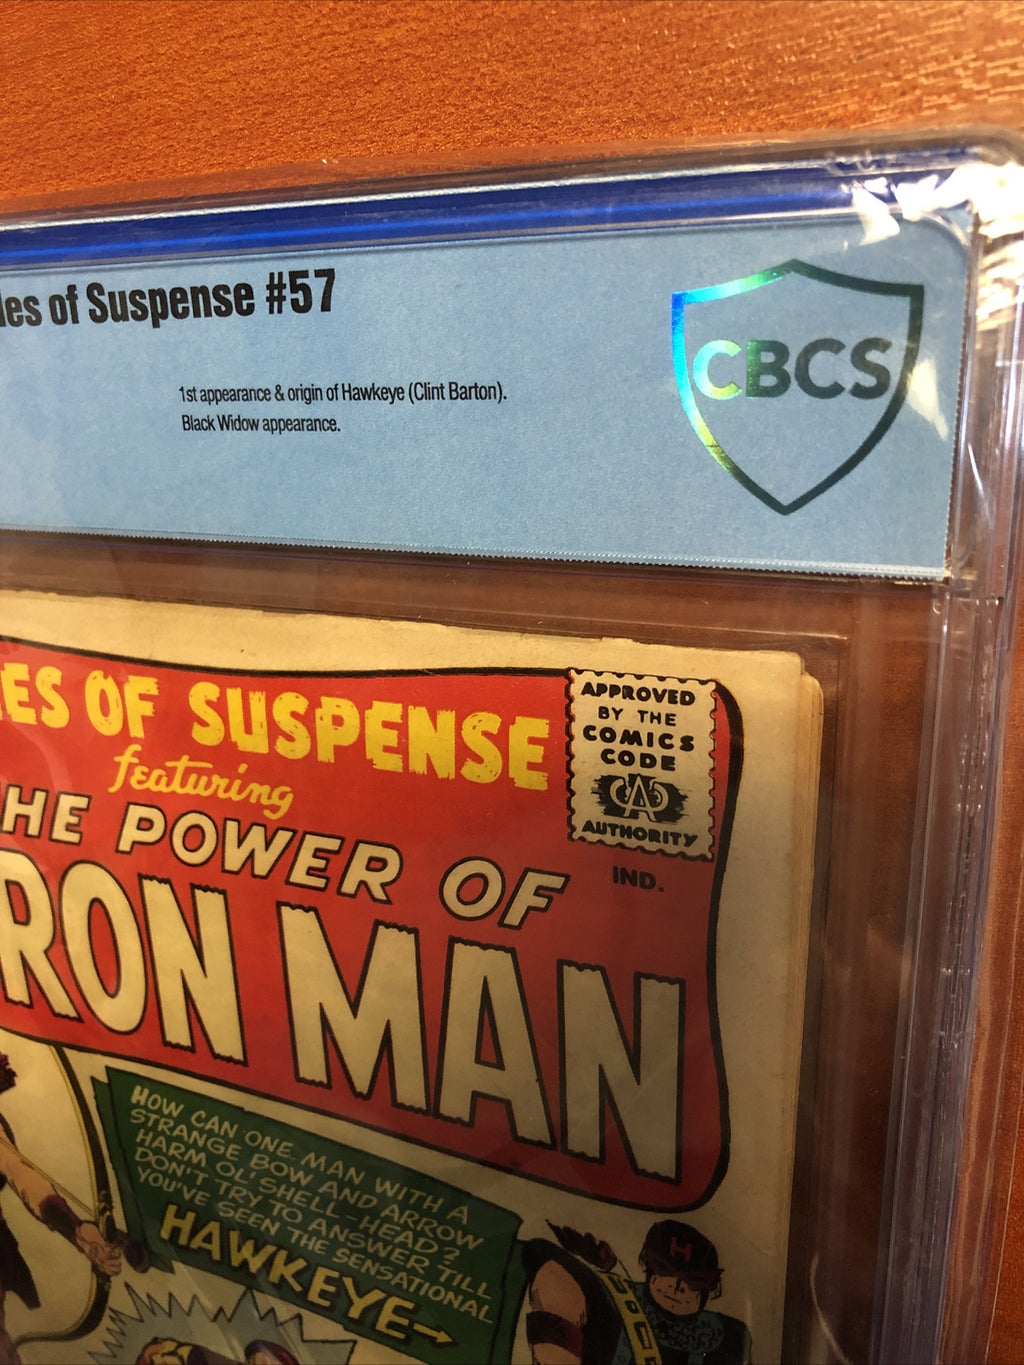 les of Suspense #57
1st appearance & origin of Hawkeye (Clint Barton).
Black Widow appearance.
CBCS
ES OF SUSPENSE
featuring
HE POWER OF
RON MAN
APPROVED
BY THE
COMICS
CODE
CA
AUTHORITY
IND.
HOW CAN ONE MAN WITH A
STRANGE BOW AND ARROW
HARM OL' SHELL-HEAD?
DON'T TRY TO ANSWER TILL
YOU'VE SEEN THE SENSATIONAL
HAWKEYE→
H